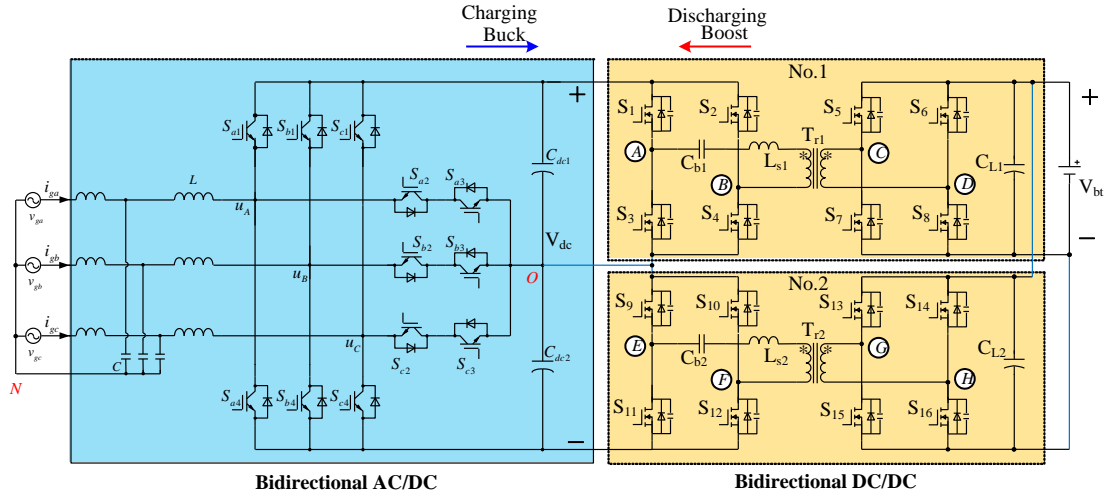 Charging
Buck
Discharging
Boost
No.1
S1
S2
S5
S6
Sa1
Sb1
Sc1
Cdc1
A
Cb1
Ls1
Tr1
**
C
B
D
CL1
Vbt
S3
S4
S7
S8
iga
vga
L
uA
Sa2
Sa3
igb
vgb
uB
Sb2
Sb3
Vdc
O
igc
vgc
uC
Sc2
Sc3
N
C
Cdc2
Sa4
Sb4
Sc4
No.2
S9
S10
S13
S14
E
Cb2
Ls2
Tr2
**
G
F
H
CL2
S11
S12
S15
S16
+
−
+
−
+
Bidirectional AC/DC
Bidirectional DC/DC